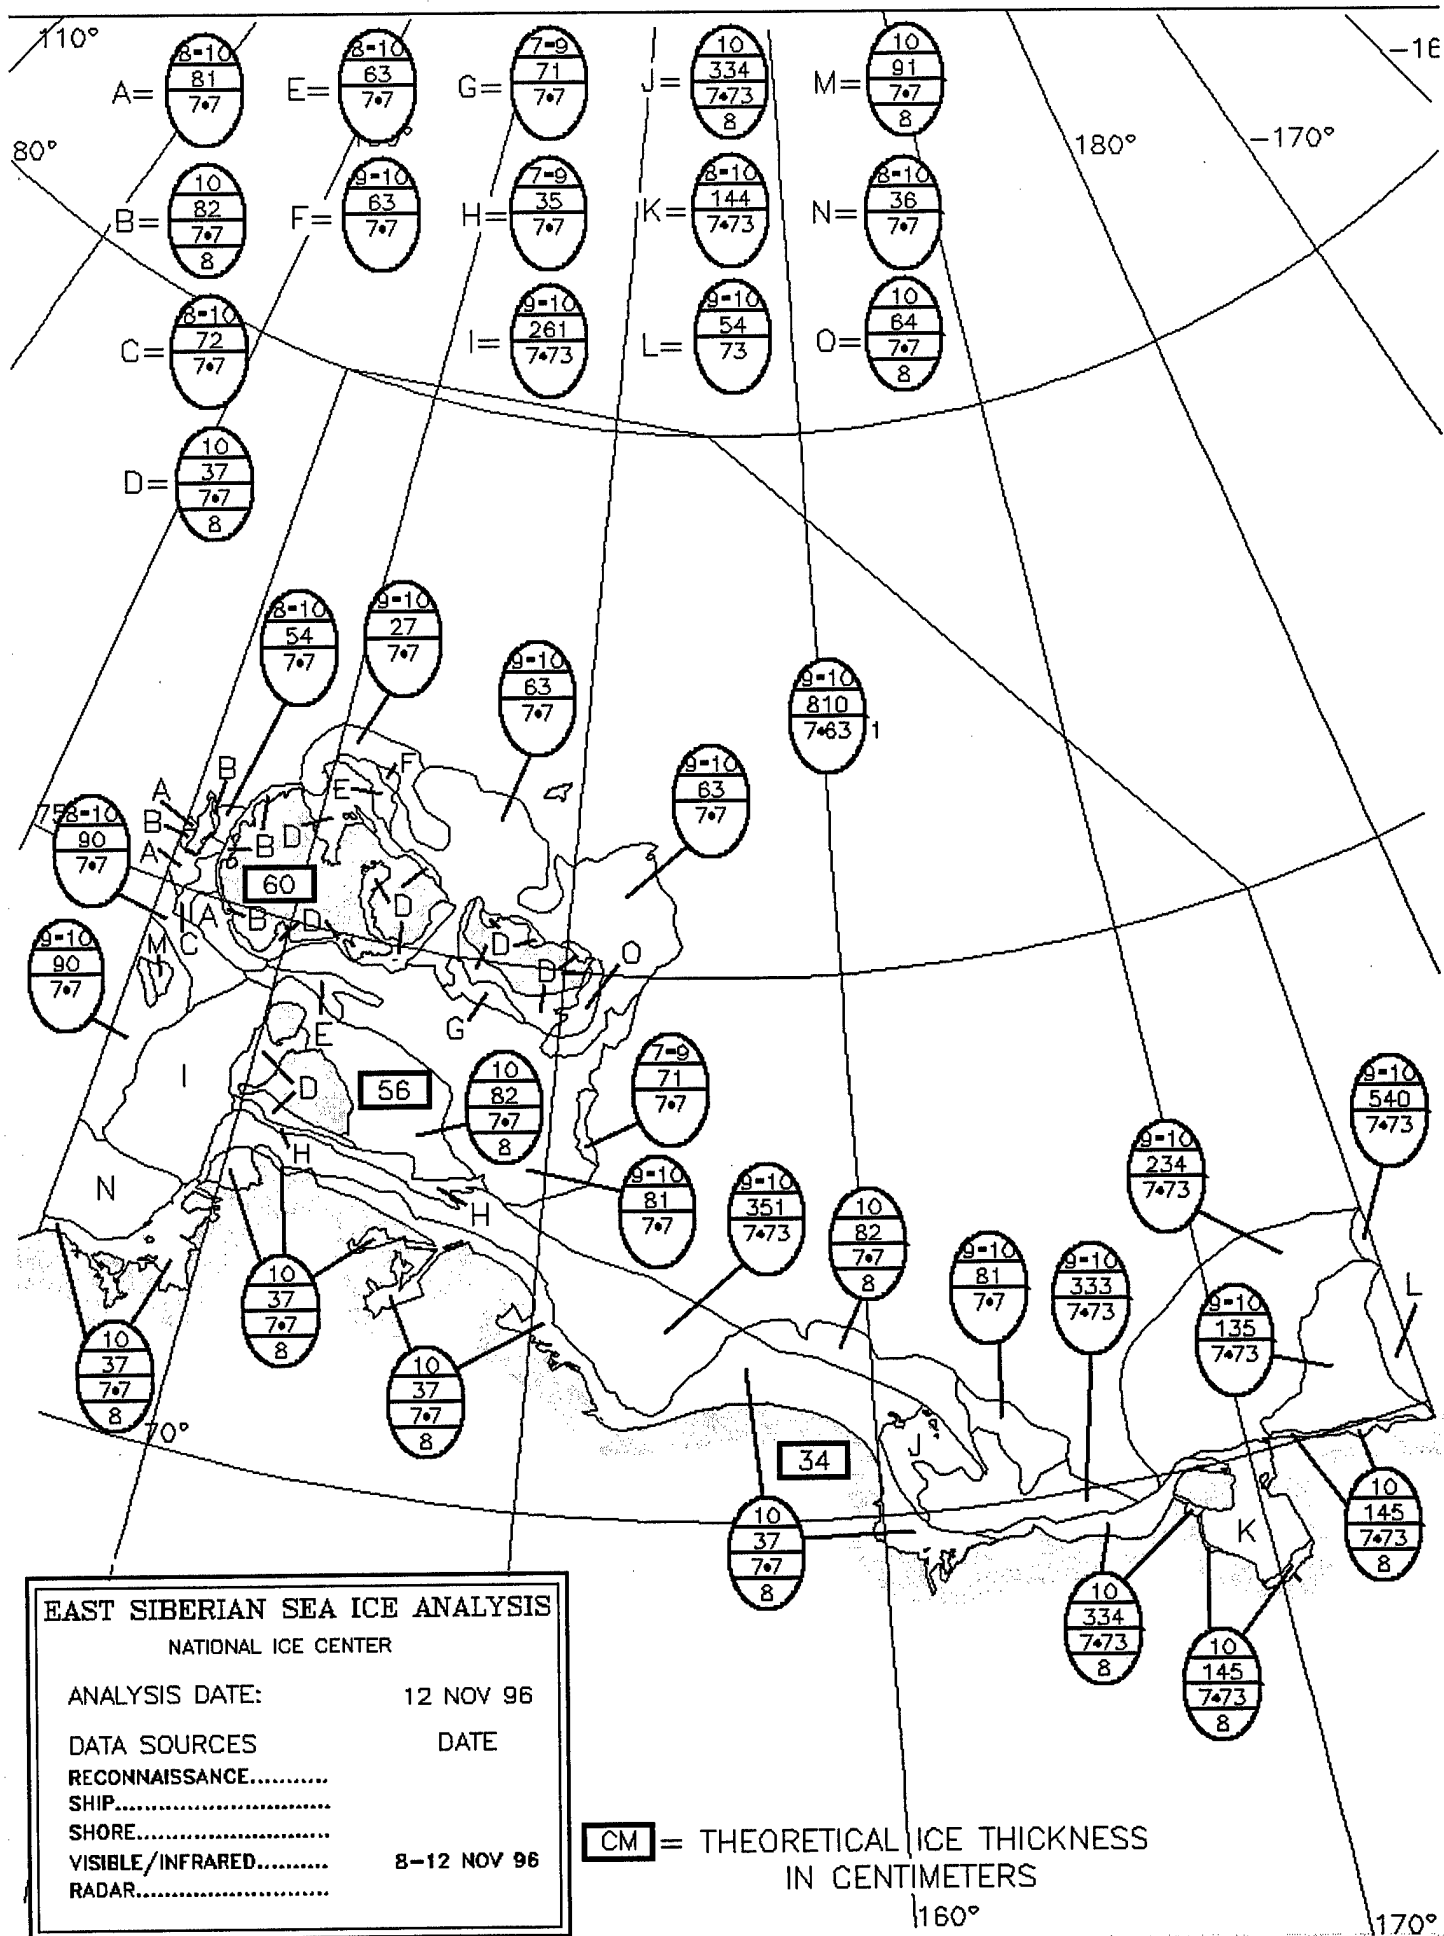 110°
-16
80°
180°
-170°
A=
8-10
81
7•7
E=
8-10
63
7•7
G=
7-9
71
7•7
J=
10
334
7•73
8
M=
10
91
7•7
8
B=
10
82
7•7
8
F=
9-10
63
7•7
H=
7-9
35
7•7
K=
8-10
144
7•73
N=
8-10
36
7•7
C=
8-10
72
7•7
I=
9-10
261
7•73
L=
9-10
54
73
O=
10
64
7•7
8
D=
10
37
7•7
8
8-10
54
7•7
9-10
27
7•7
9-10
63
7•7
9-10
810
7•63 1
9-10
63
7•7
75
8-10
90
7•7
9-10
90
7•7
A
B
B
A
F
E
D
B
60
A
B
D
D
C
M
D
D
O
G
E
I
D
56
H
N
H
10
82
7•7
8
7-9
71
7•7
9-10
81
7•7
9-10
351
7•73
10
82
7•7
8
9-10
81
7•7
9-10
333
7•73
9-10
234
7•73
9-10
540
7•73
9-10
135
7•73
L
10
37
7•7
8
10
37
7•7
8
10
37
7•7
8
70°
34
J
K
10
37
7•7
8
10
334
7•73
8
10
145
7•73
8
10
145
7•73
8
EAST SIBERIAN SEA ICE ANALYSIS
NATIONAL ICE CENTER
ANALYSIS DATE: 12 NOV 96
DATA SOURCES DATE
RECONNAISSANCE..........
SHIP...........................
SHORE........................
VISIBLE/INFRARED......... 8-12 NOV 96
RADAR........................
CM = THEORETICAL ICE THICKNESS
IN CENTIMETERS
160°
170°